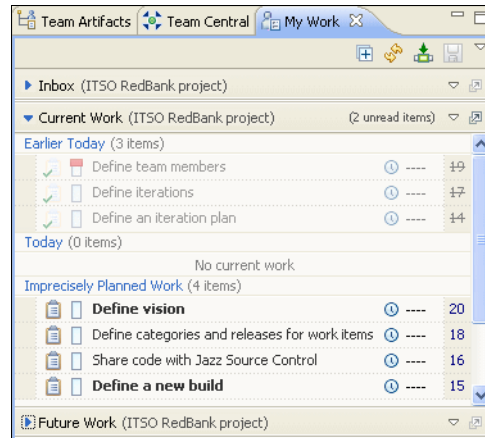 Team Artifacts Team Central My Work
Inbox (ITSO RedBank project)
Current Work (ITSO RedBank project) (2 unread items)
Earlier Today (3 items)
Define team members ---- 19
Define iterations ---- 17
Define an iteration plan ---- 14
Today (0 items)
No current work
Imprecisely Planned Work (4 items)
Define vision ---- 20
Define categories and releases for work items ---- 18
Share code with Jazz Source Control ---- 16
Define a new build ---- 15
Future Work (ITSO RedBank project)